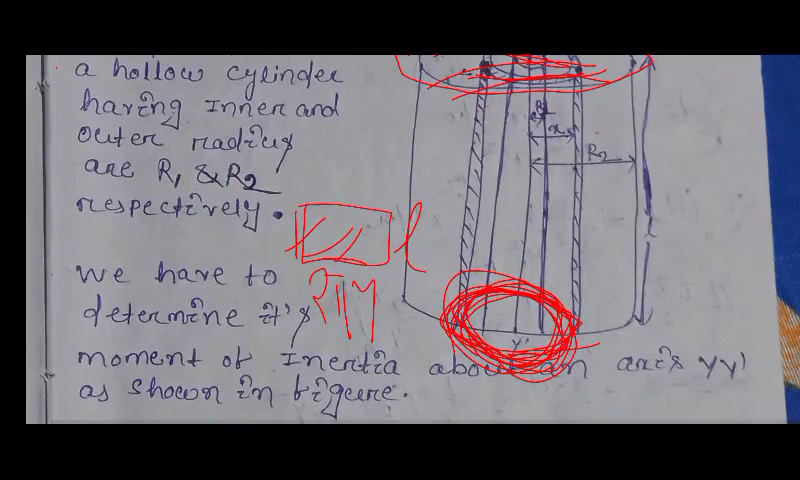 a hollow cylinder
having Inner and
outer radius
are R₁ & R₂
respectively.
l
We have to
determine it's
moment of Inertia about an axis YY'
as shown in figure.
x
R₂
l
Y'